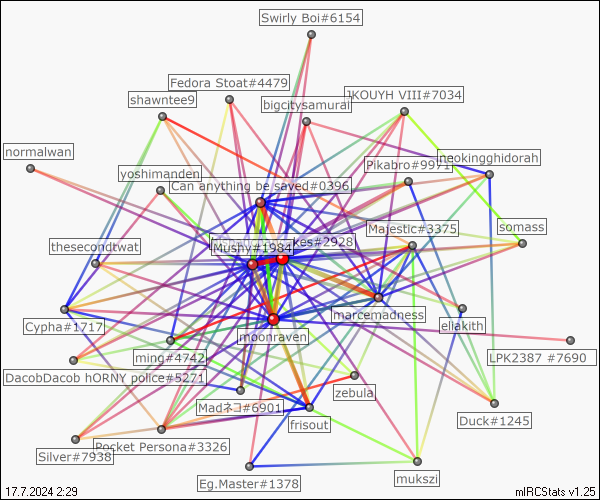 Swirly Boi#6154
Fedora Stoat#4479
shawntee9
bigcitysamurai
JKOUYH VIII#7034
normalwan
neokingghidorah
Pikabro#9971
yoshimanden
Can anything be saved#0396
Majestic#3375
somass
thesecondtwat
Mushy#1984
kes#2928
Cypha#1717
marcemadness
ellakith
moonraven
ming#4742
LPK2387 #7690
DacobDacob hORNY police#5271
zebula
Madネコ#6901
frisout
Duck#1245
Pocket Persona#3326
Silver#7938
Eg.Master#1378
mukszi
17.7.2024 2:29
mIRCStats v1.25